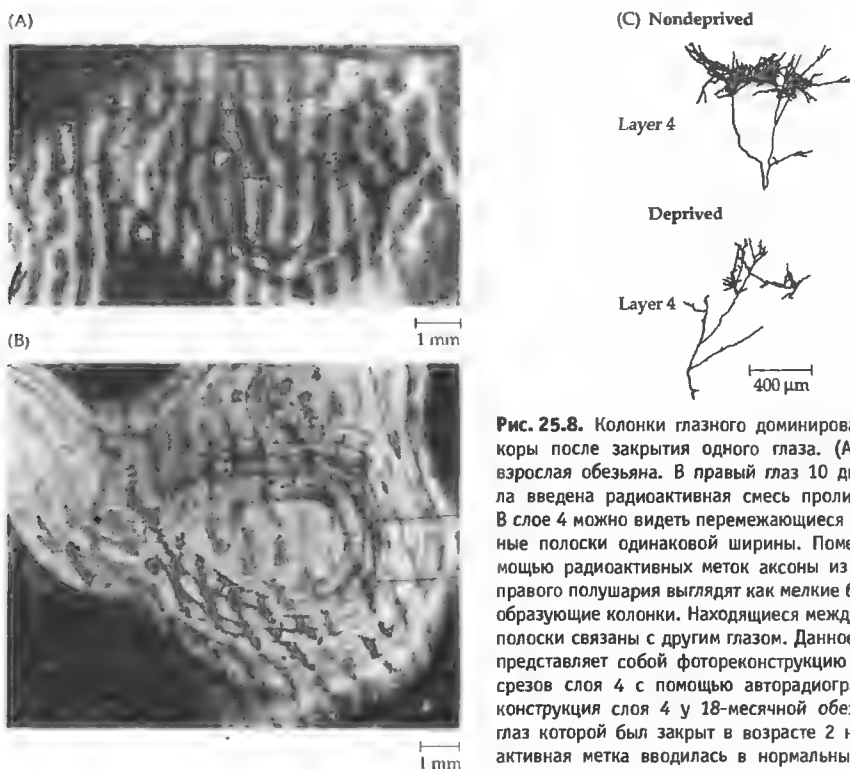 (A)
1 mm
(B)
1 mm
(C) Nondeprived
Layer 4
Deprived
Layer 4
400 μm
Рис. 25.8. Колонки глазного доминирова
коры после закрытия одного глаза. (А
взрослая обезьяна. В правый глаз 10 д
ла введена радиоактивная смесь проли
В слое 4 можно видеть перемежающиеся
ные полоски одинаковой ширины. Поме
мощью радиоактивных меток аксоны из
правого полушария выглядят как мелкие б
образующие колонки. Находящиеся межд
полоски связаны с другим глазом. Данное
представляет собой фотореконструкцию
срезов слоя 4 с помощью авторадиогр
конструкция слоя 4 у 18-месячной обез
глаз которой был закрыт в возрасте 2 н
активная метка вводилась в нормальны